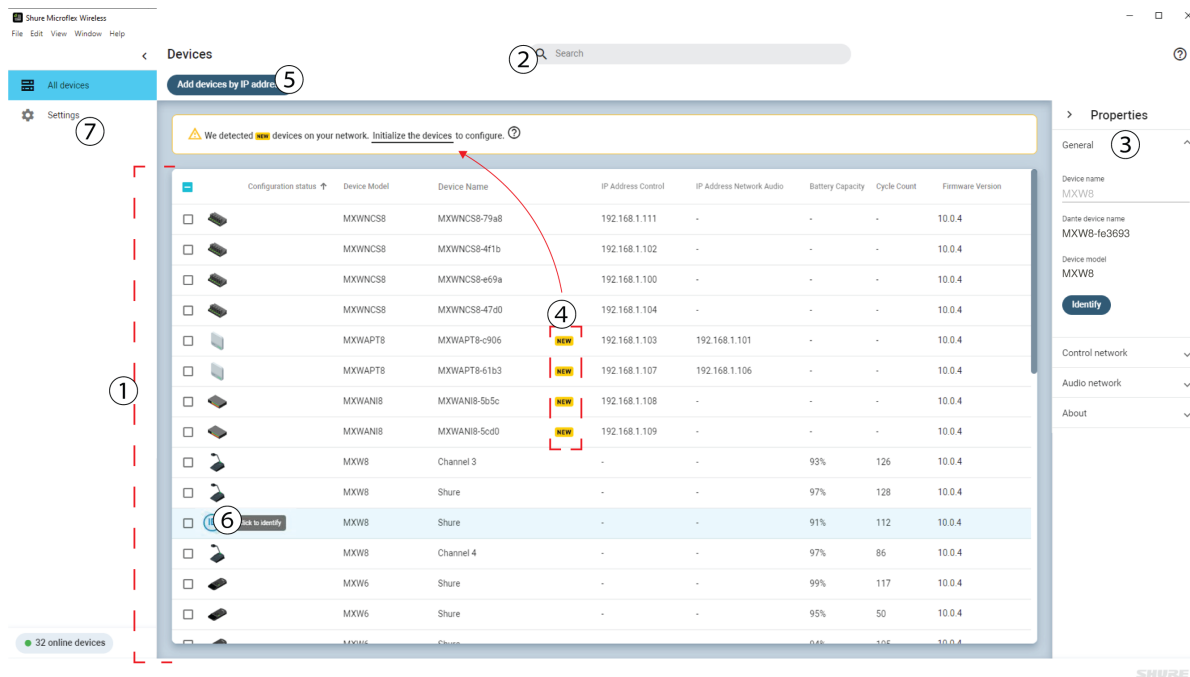 Shure Microflex Wireless
File Edit View Window Help
Devices
2
Search
All devices
Add devices by IP addre
5
Settings
7
We detected NEW devices on your network. Initialize the devices to configure.
Properties
General
3
Device name
MXW8
Dante device name
MXW8-fe3693
Device model
MXW8
Identify
Control network
Audio network
About
1
Configuration status Device Model Device Name IP Address Control IP Address Network Audio Battery Capacity Cycle Count Firmware Version
MXWNCS8 MXWNCS8-79a8 192.168.1.111 - - - 10.0.4
MXWNCS8 MXWNCS8-4f1b 192.168.1.102 - - - 10.0.4
MXWNCS8 MXWNCS8-e69a 192.168.1.100 - - - 10.0.4
MXWNCS8 MXWNCS8-47d0 192.168.1.104 - - - 10.0.4
4
MXWAPT8 MXWAPT8-c906 NEW 192.168.1.103 192.168.1.101 - - 10.0.4
MXWAPT8 MXWAPT8-61b3 NEW 192.168.1.107 192.168.1.106 - - 10.0.4
MXWANI8 MXWANI8-5b5c NEW 192.168.1.108 - - 10.0.4
MXWANI8 MXWANI8-5cd0 NEW 192.168.1.109 - - 10.0.4
MXW8 Channel 3 - - 93% 126 10.0.4
MXW8 Shure - - 97% 128 10.0.4
6 lick to identify MXW8 Shure - - 91% 112 10.0.4
MXW8 Channel 4 - - 97% 86 10.0.4
MXW6 Shure - - 99% 117 10.0.4
MXW6 Shure - - 95% 50 10.0.4
32 online devices
SHURE